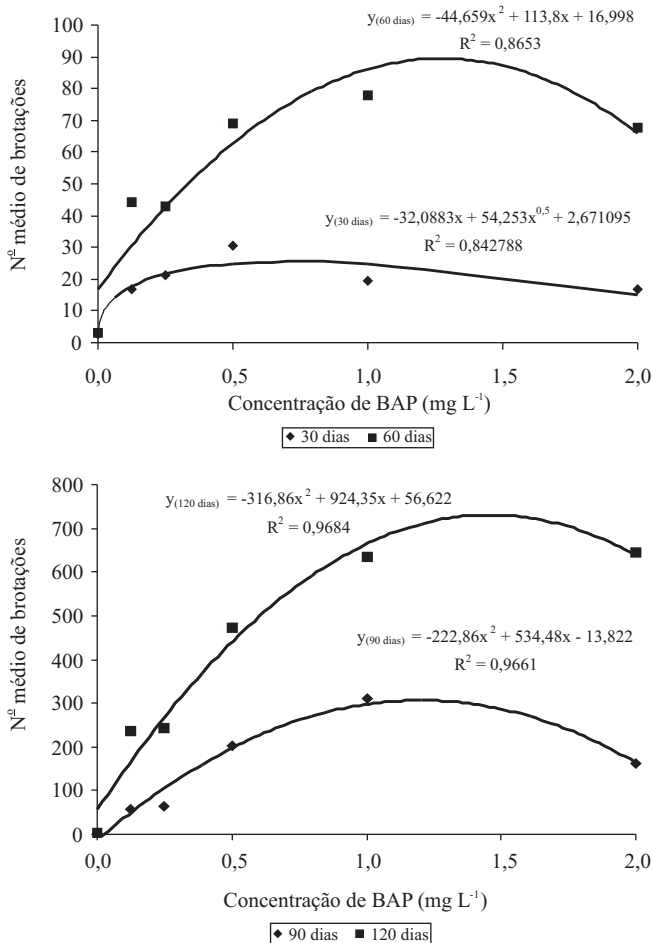 y(60 dias) = -44,659x² + 113,8x + 16,998
R² = 0,8653
100
90
80
70
60
50
40
30
20
10
0
Nº médio de brotações
y(30 dias) = -32,0883x + 54,253x^0,5 + 2,671095
R² = 0,842788
0,0 0,5 1,0 1,5 2,0
Concentração de BAP (mg L⁻¹)
30 dias 60 dias
800
700
600
500
400
300
200
100
0
Nº médio de brotações
y(120 dias) = -316,86x² + 924,35x + 56,622
R² = 0,9684
y(90 dias) = -222,86x² + 534,48x - 13,822
R² = 0,9661
0,0 0,5 1,0 1,5 2,0
Concentração de BAP (mg L⁻¹)
90 dias 120 dias